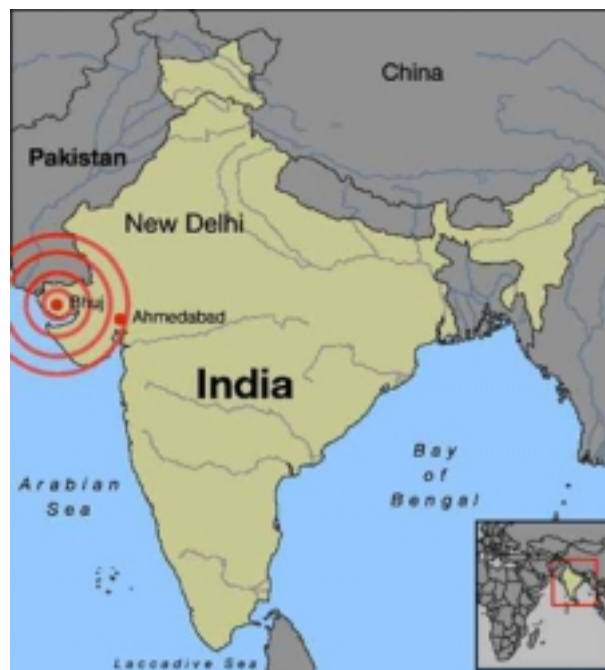 China
Pakistan
New Delhi
Bhuj
Ahmedabad
India
Arabian
Sea
Bay
of
Bengal
Laccadive Sea